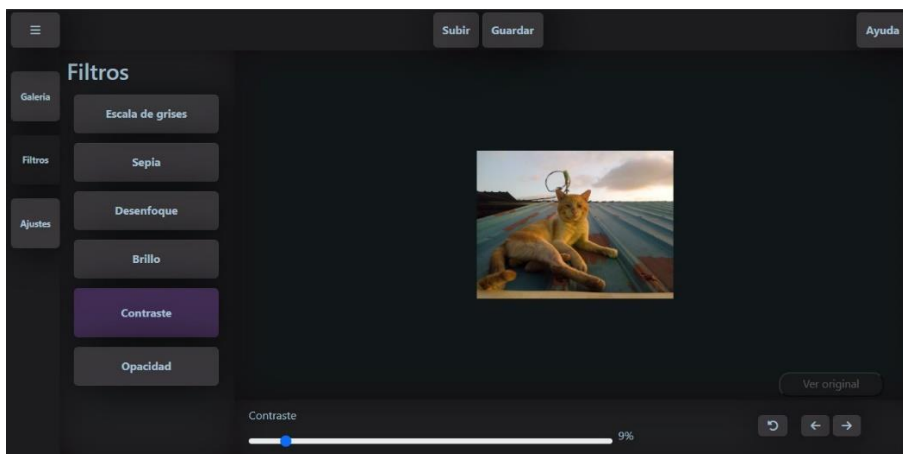 Subir
Guardar
Ayuda
Galeria
Filtros
Ajustes
Filtros
Escala de grises
Sepia
Desenfoque
Brillo
Contraste
Opacidad
Ver original
Contraste
9%